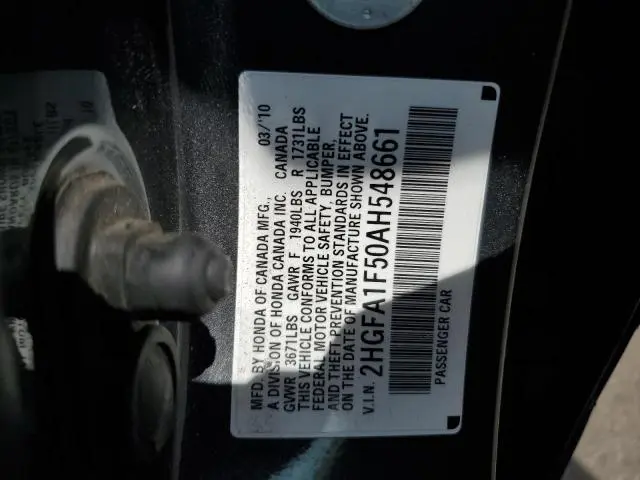 MFD. BY HONDA OF CANADA MFG., 03/'10
A DIVISION OF HONDA CANADA INC. CANADA
GVWR 3671LBS GAWR F 1940LBS R 1731LBS
THIS VEHICLE CONFORMS TO ALL APPLICABLE
FEDERAL MOTOR VEHICLE SAFETY, BUMPER,
AND THEFT PREVENTION STANDARDS IN EFFECT
ON THE DATE OF MANUFACTURE SHOWN ABOVE.
V.I.N. 2HGFA1F50AH548661
PASSENGER CAR